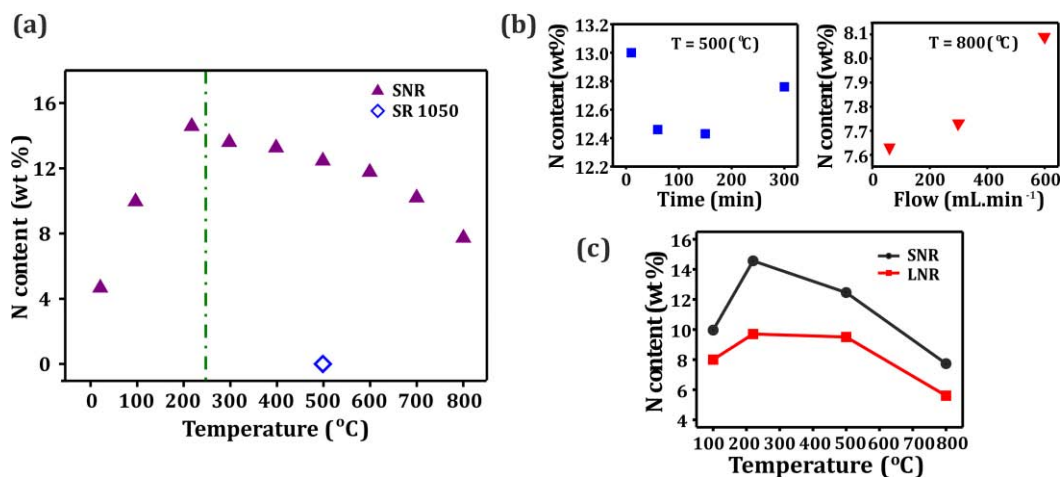 (a)
N content (wt %)
16
12
8
4
0
SNR
SR 1050
0 100 200 300 400 500 600 700 800
Temperature (°C)
(b)
N content (wt%)
13.2
13.0
12.8
12.6
12.4
12.2
T = 500(°C)
0 100 200 300
Time (min)
N content(wt%)
8.1
8.0
7.9
7.8
7.7
7.6
T = 800(°C)
0 200 400 600
Flow (mL.min⁻¹)
(c)
N content (wt%)
16
14
12
10
8
6
4
SNR
LNR
100 200 300 400 500 600 700 800
Temperature (°C)